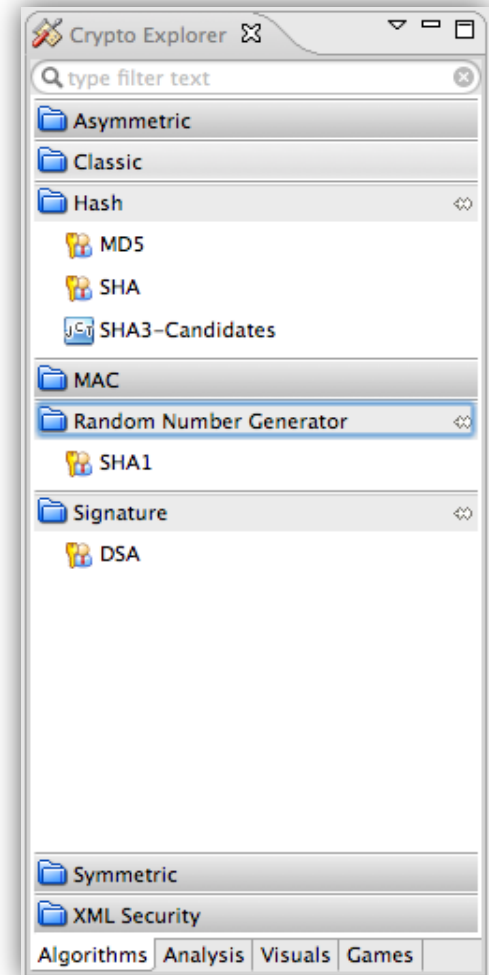 Crypto Explorer
type filter text
Asymmetric
Classic
Hash
MD5
SHA
JCT SHA3-Candidates
MAC
Random Number Generator
SHA1
Signature
DSA
Symmetric
XML Security
Algorithms Analysis Visuals Games